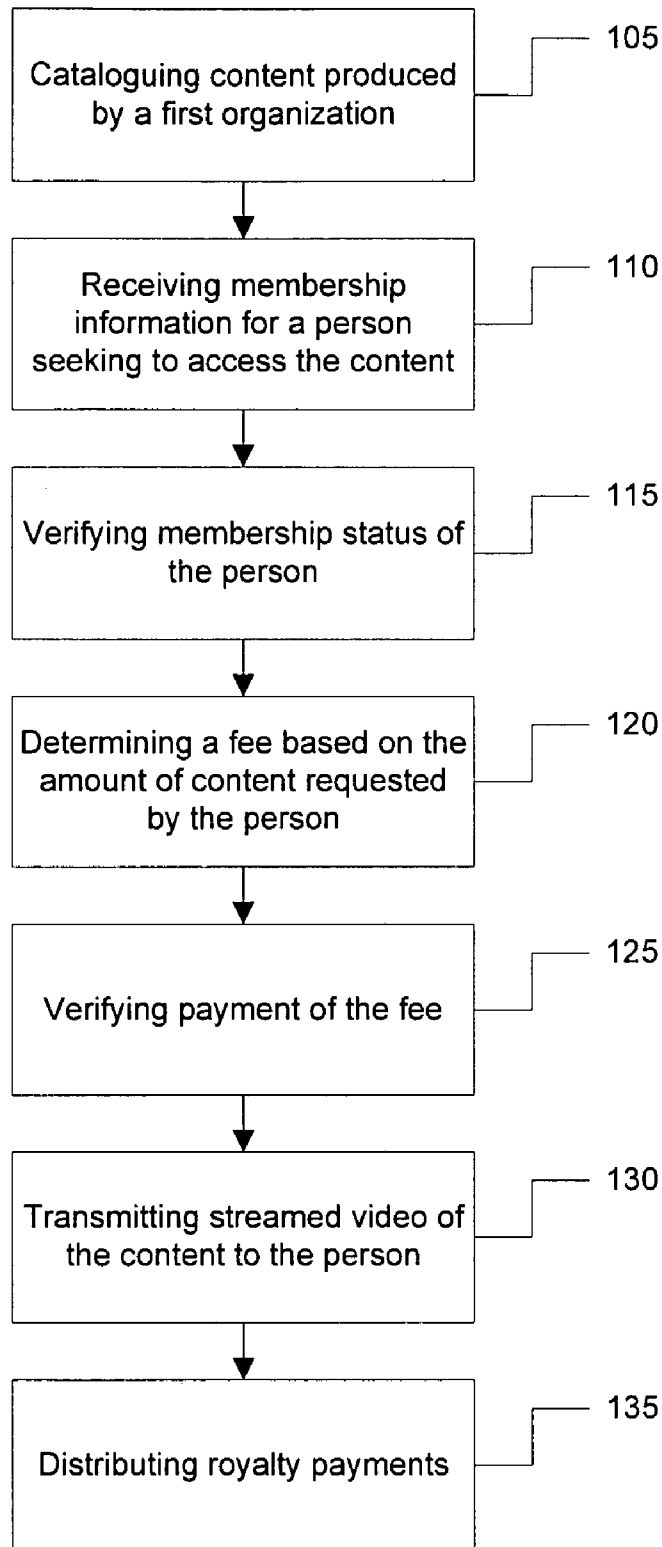 105
Cataloguing content produced
by a first organization
110
Receiving membership
information for a person
seeking to access the content
115
Verifying membership status of
the person
120
Determining a fee based on the
amount of content requested
by the person
125
Verifying payment of the fee
130
Transmitting streamed video of
the content to the person
135
Distributing royalty payments